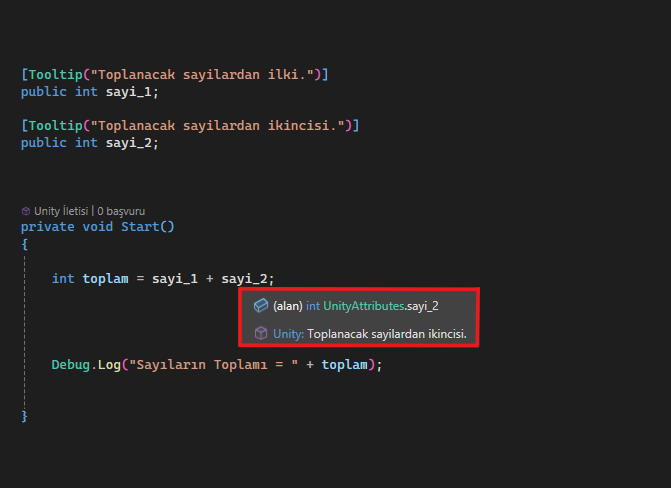 [Tooltip("Toplanacak sayilardan ilki.")]
public int sayi_1;
[Tooltip("Toplanacak sayilardan ikincisi.")]
public int sayi_2;
Unity İletisi | 0 başvuru
private void Start()
{
int toplam = sayi_1 + sayi_2;
(alan) int UnityAttributes.sayi_2
Unity: Toplanacak sayilardan ikincisi.
Debug.Log("Sayıların Toplamı = " + toplam);
}